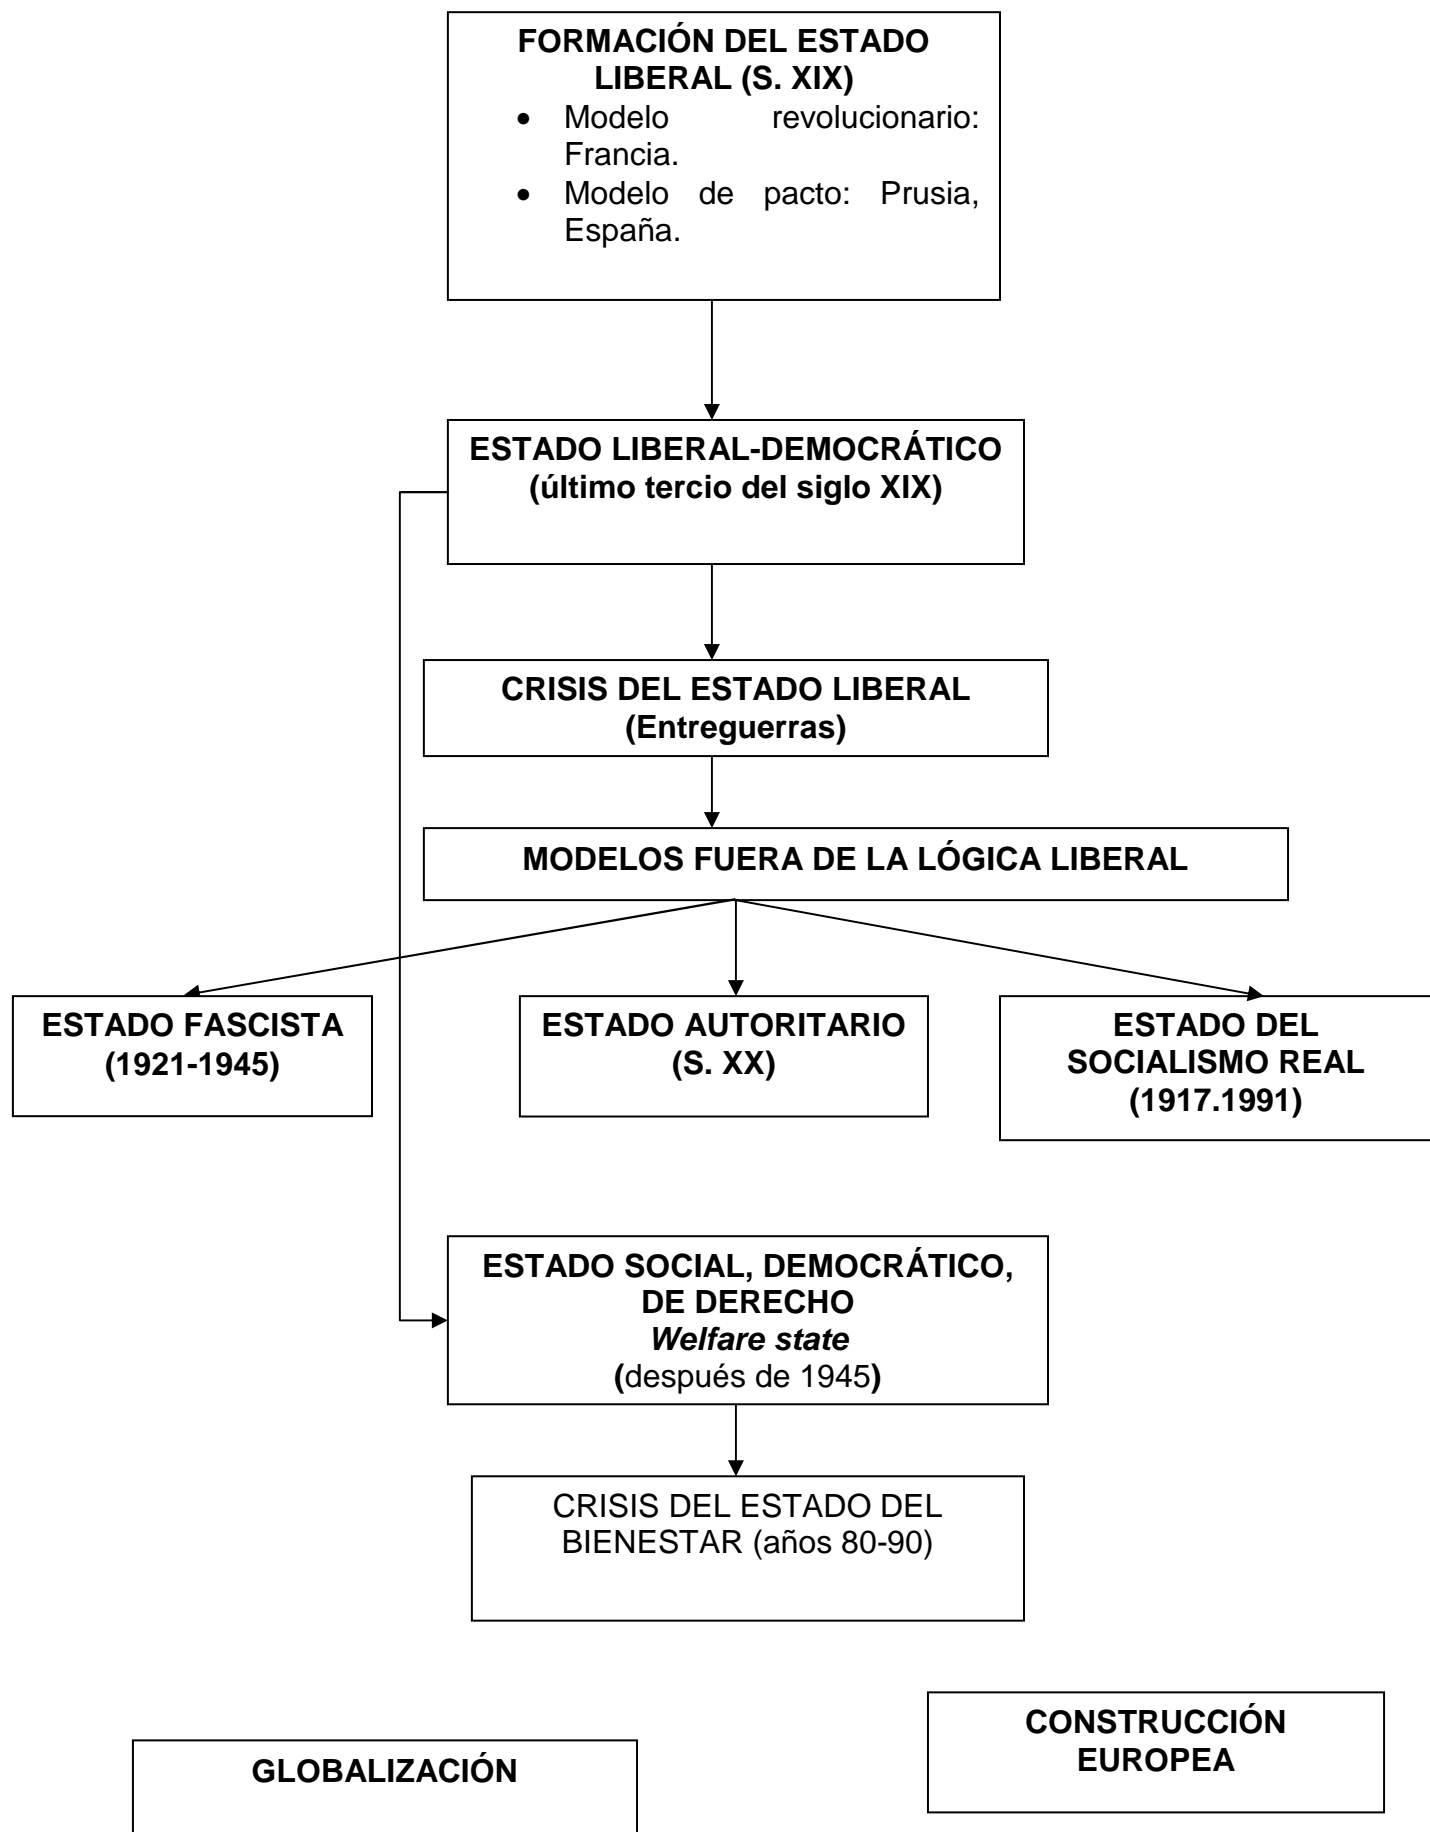 FORMACIÓN DEL ESTADO
LIBERAL (S. XIX)
• Modelo revolucionario:
Francia.
• Modelo de pacto: Prusia,
España.
ESTADO LIBERAL-DEMOCRÁTICO
(último tercio del siglo XIX)
CRISIS DEL ESTADO LIBERAL
(Entreguerras)
MODELOS FUERA DE LA LÓGICA LIBERAL
ESTADO FASCISTA
(1921-1945)
ESTADO AUTORITARIO
(S. XX)
ESTADO DEL
SOCIALISMO REAL
(1917.1991)
ESTADO SOCIAL, DEMOCRÁTICO,
DE DERECHO
Welfare state
(después de 1945)
CRISIS DEL ESTADO DEL
BIENESTAR (años 80-90)
CONSTRUCCIÓN
EUROPEA
GLOBALIZACIÓN